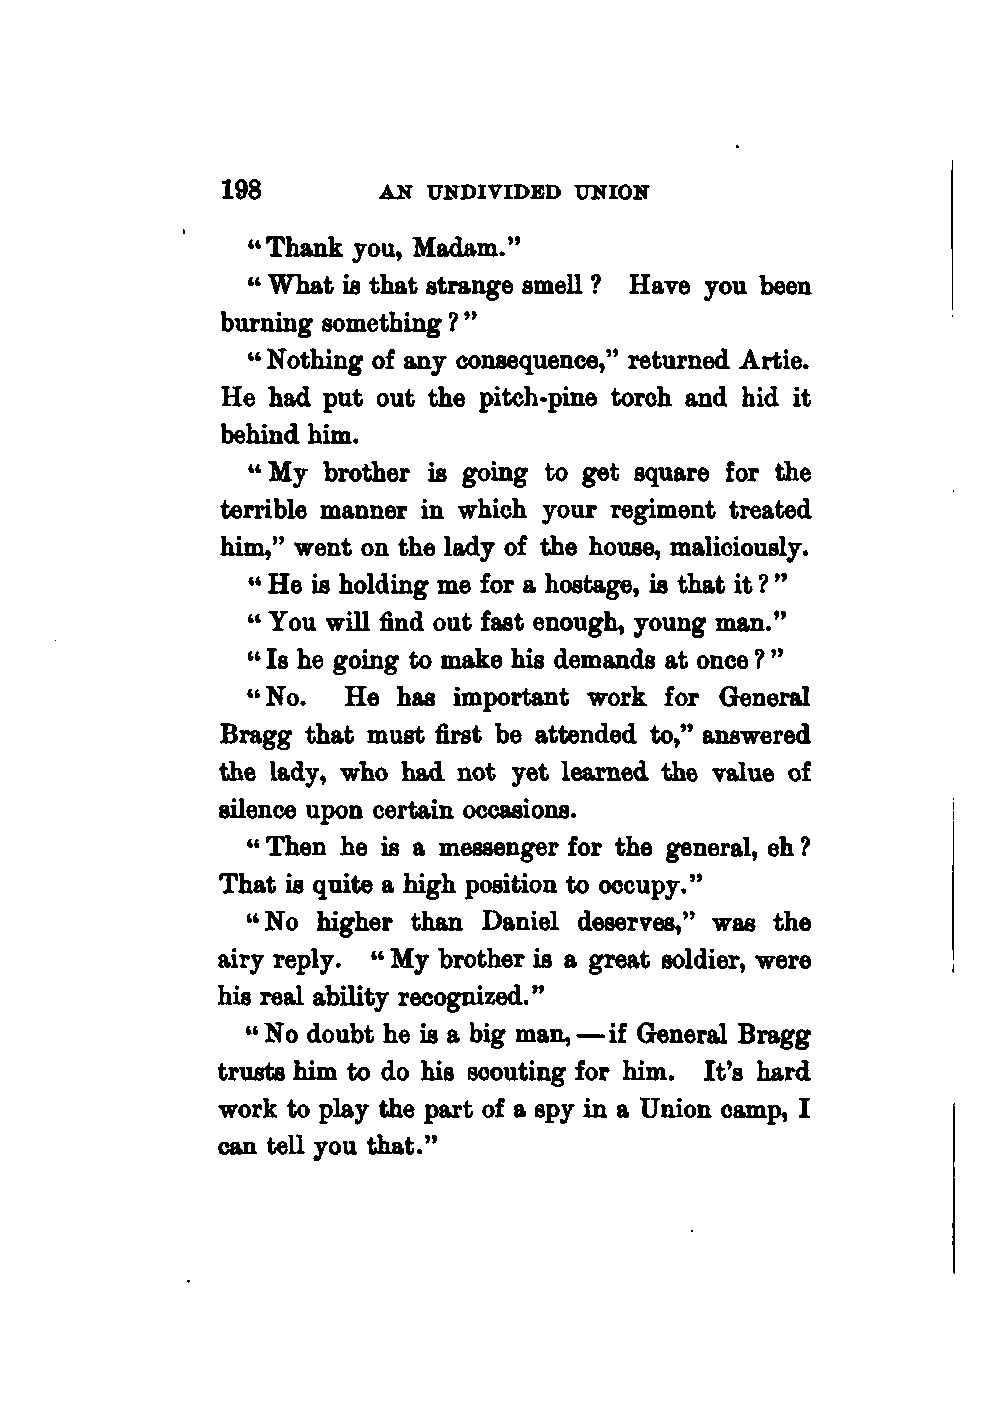 198 AN UNDIVIDED UNION
"Thank you, Madam."
"What is that strange smell? Have you been
burning something?"
"Nothing of any consequence," returned Artie.
He had put out the pitch-pine torch and hid it
behind him.
"My brother is going to get square for the
terrible manner in which your regiment treated
him," went on the lady of the house, maliciously.
"He is holding me for a hostage, is that it?"
"You will find out fast enough, young man."
"Is he going to make his demands at once?"
"No. He has important work for General
Bragg that must first be attended to," answered
the lady, who had not yet learned the value of
silence upon certain occasions.
"Then he is a messenger for the general, eh?
That is quite a high position to occupy."
"No higher than Daniel deserves," was the
airy reply. "My brother is a great soldier, were
his real ability recognized."
"No doubt he is a big man,—if General Bragg
trusts him to do his scouting for him. It's hard
work to play the part of a spy in a Union camp, I
can tell you that."